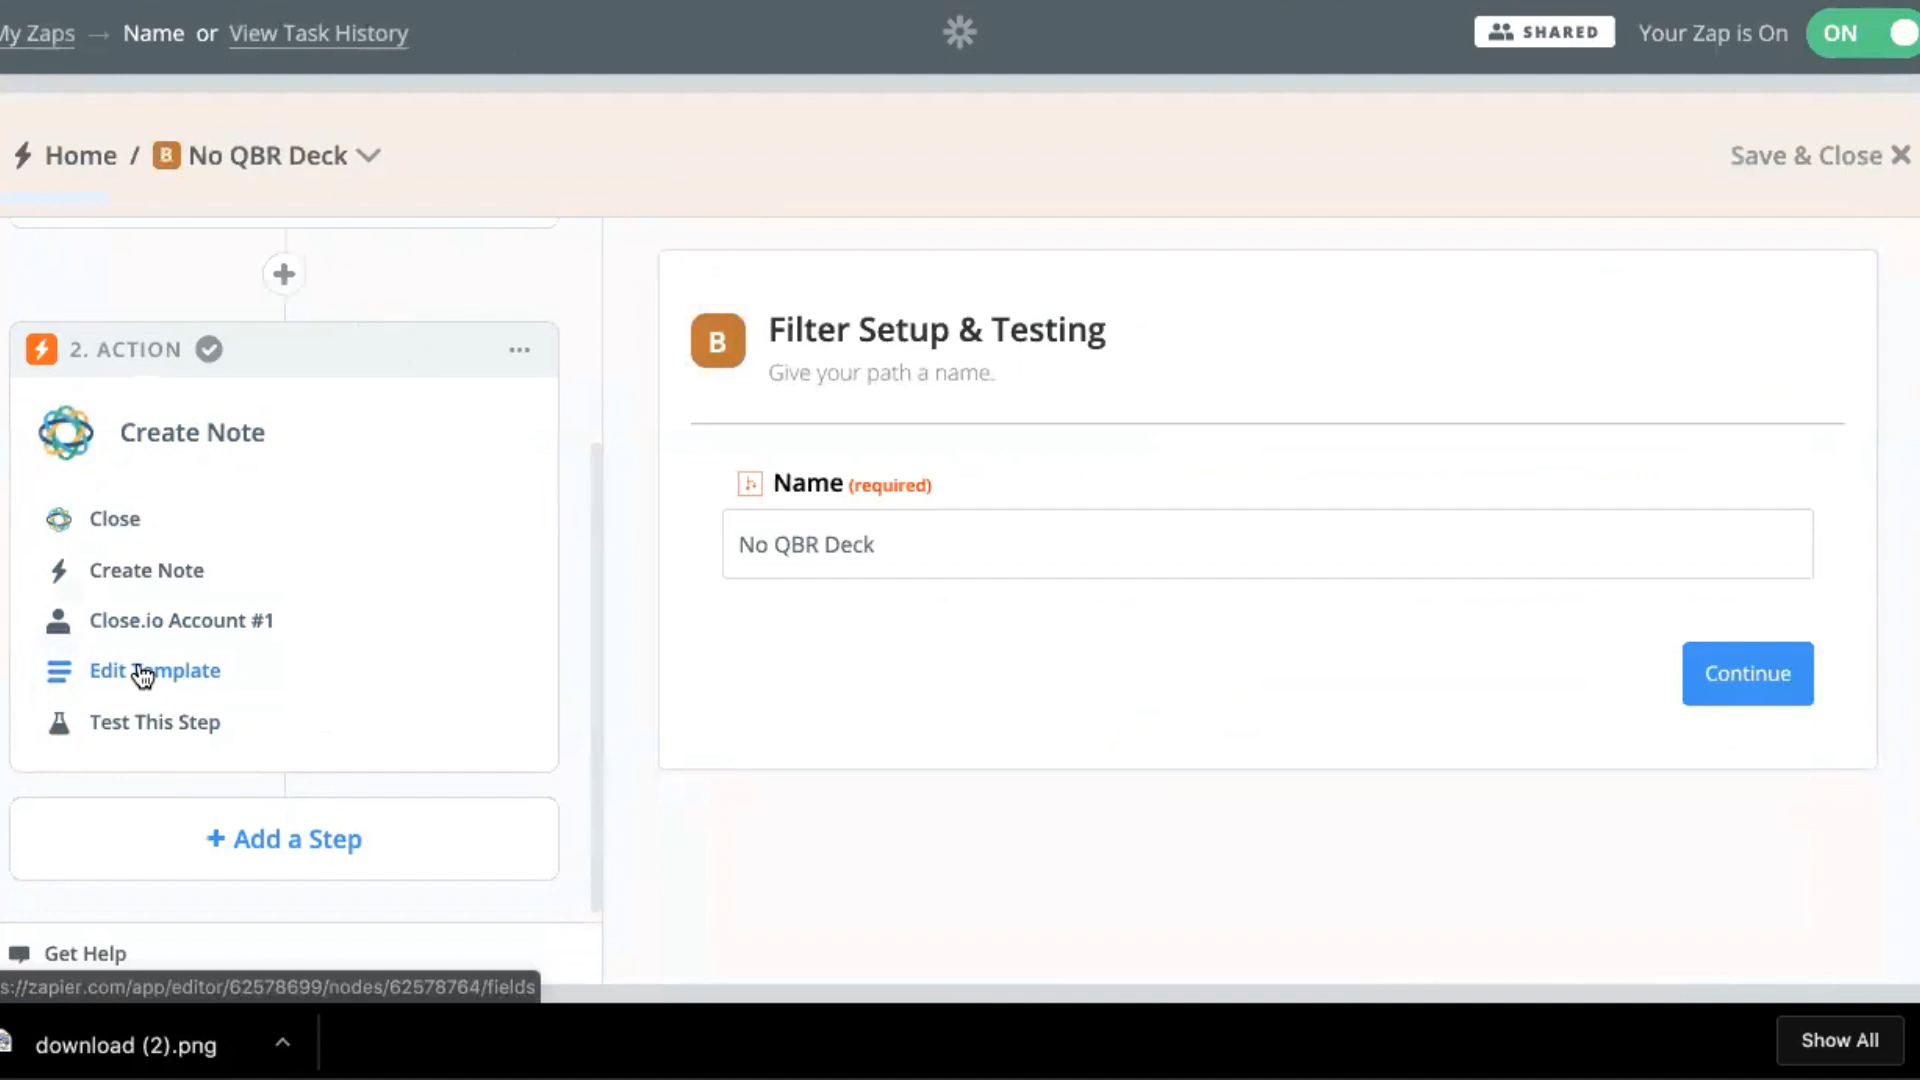 My Zaps → Name or View Task History
SHARED
Your Zap is On
ON
Home / B No QBR Deck
Save & Close ✕
2. ACTION
Create Note
Close
Create Note
Close.io Account #1
Edit Template
Test This Step
+ Add a Step
Get Help
s://zapier.com/app/editor/62578699/nodes/62578764/fields
B
Filter Setup & Testing
Give your path a name.
Name (required)
No QBR Deck
Continue
download (2).png
Show All